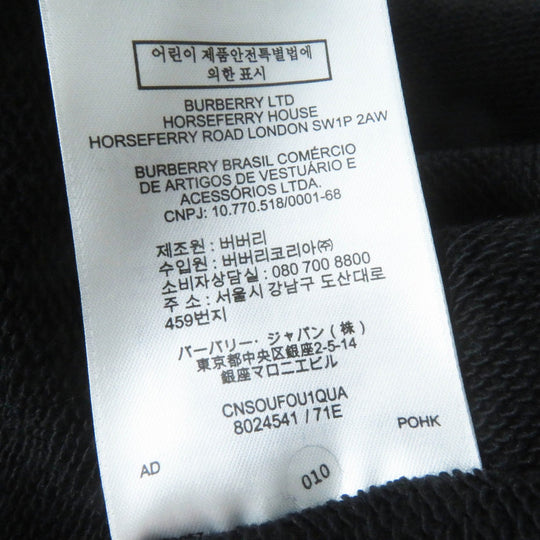 어린이 제품안전특별법에
의한 표시
BURBERRY LTD
HORSEFERRY HOUSE
HORSEFERRY ROAD LONDON SW1P 2AW
BURBERRY BRASIL COMÉRCIO
DE ARTIGOS DE VESTUÁRIO E
ACESSÓRIOS LTDA.
CNPJ: 10.770.518/0001-68
제조원 : 버버리
수입원 : 버버리코리아㈜
소비자상담실 : 080 700 8800
주 소 : 서울시 강남구 도산대로
459번지
バーバリー・ジャパン(株)
東京都中央区銀座2-5-14
銀座マロニエビル
CNSOUFOU1QUA
8024541 / 71E
AD
010
POHK